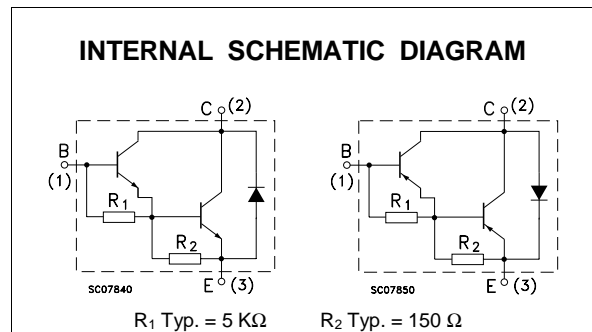 INTERNAL SCHEMATIC DIAGRAM
C (2)
B
(1)
R1
R2
SC07840
E (3)
C (2)
B
(1)
R1
R2
SC07850
E (3)
R1 Typ. = 5 KΩ R2 Typ. = 150 Ω